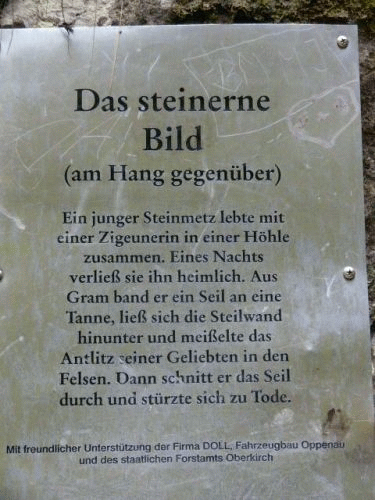 Das steinerne
Bild
(am Hang gegenüber)
Ein junger Steinmetz lebte mit
einer Zigeunerin in einer Höhle
zusammen. Eines Nachts
verließ sie ihn heimlich. Aus
Gram band er ein Seil an eine
Tanne, ließ sich die Steilwand
hinunter und meißelte das
Antlitz seiner Geliebten in den
Felsen. Dann schnitt er das Seil
durch und stürzte sich zu Tode.
Mit freundlicher Unterstützung der Firma DOLL, Fahrzeugbau Oppenau
und des staatlichen Forstamts Oberkirch